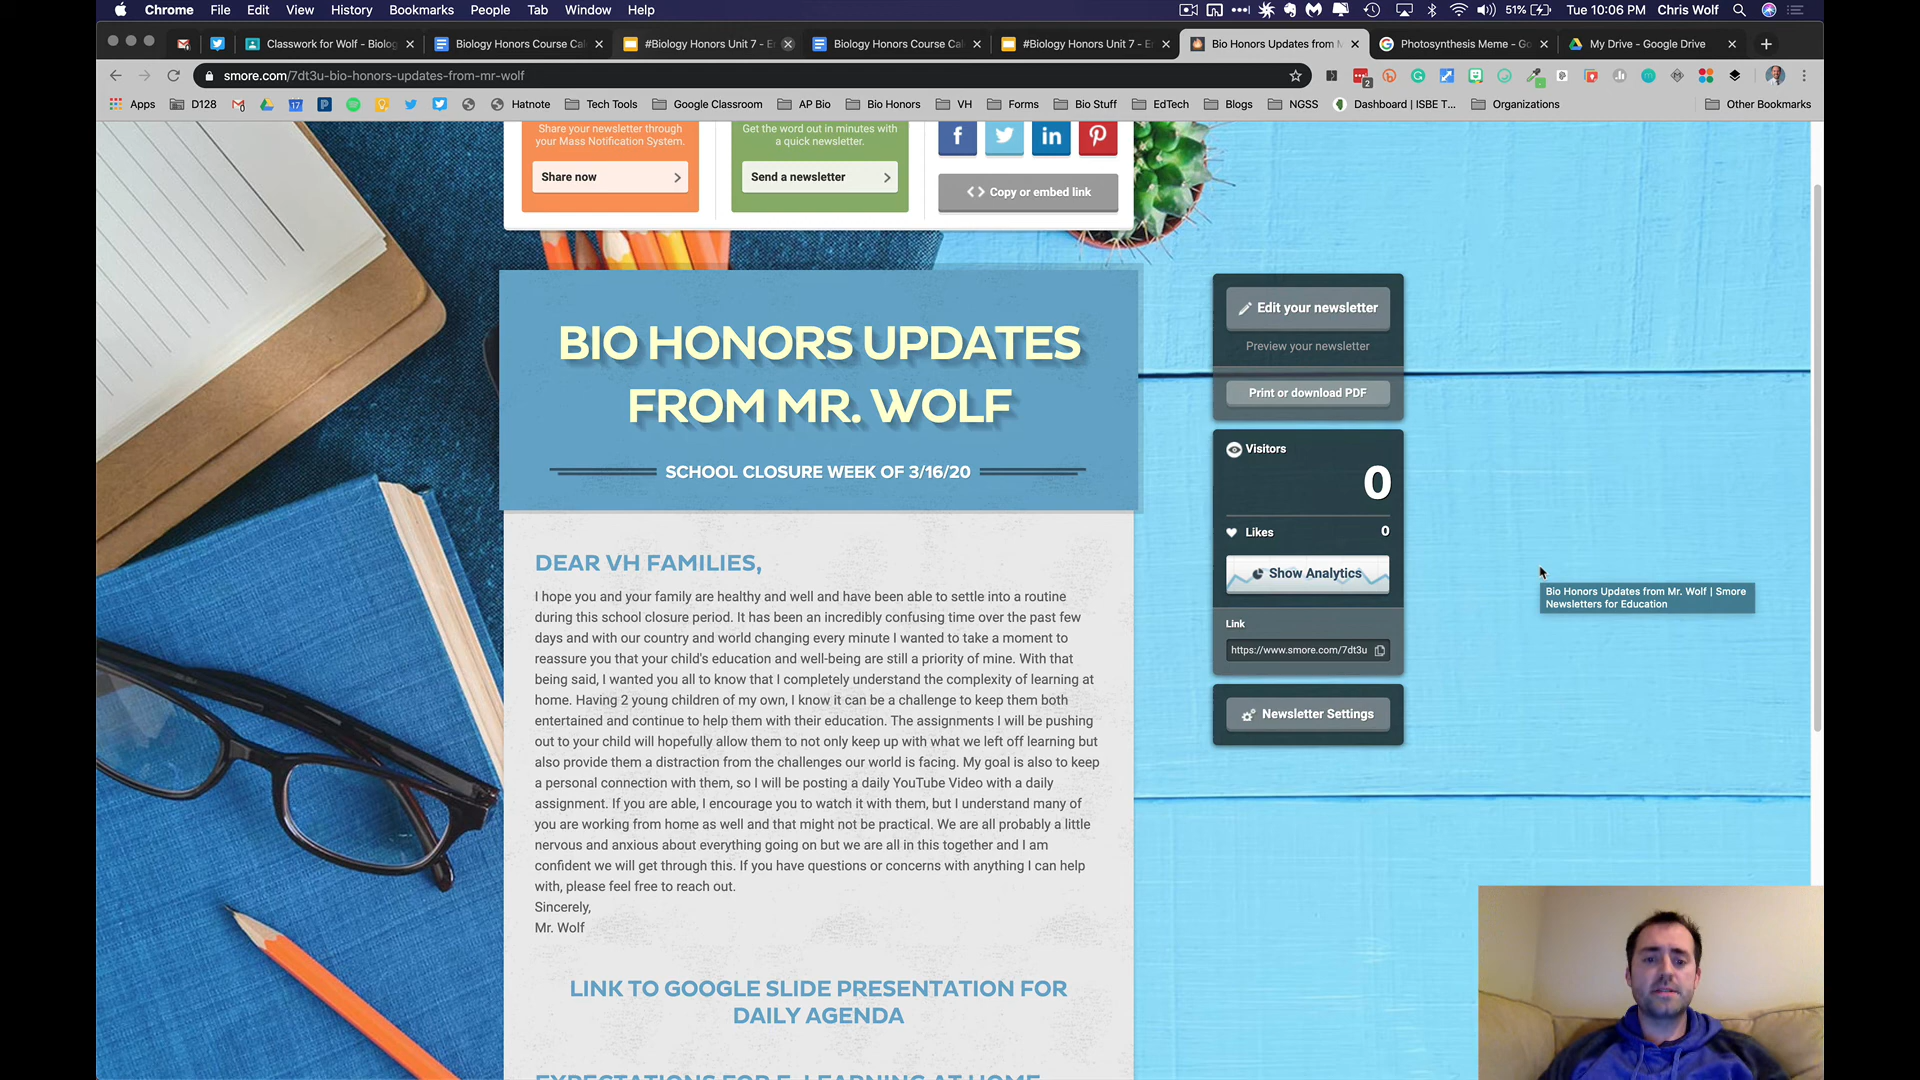 Chrome File Edit View History Bookmarks People Tab Window Help 51% Tue 10:06 PM Chris Wolf
Classwork for Wolf - Biolog Biology Honors Course Cal #Biology Honors Unit 7 - E Biology Honors Course Cal #Biology Honors Unit 7 - E Bio Honors Updates from M Photosynthesis Meme - Go My Drive - Google Drive
smore.com/7dt3u-bio-honors-updates-from-mr-wolf 2
Apps D128 17 Hatnote Tech Tools Google Classroom AP Bio Bio Honors VH Forms Bio Stuff EdTech Blogs NGSS Dashboard | ISBE T... Organizations Other Bookmarks
Share your newsletter through
your Mass Notification System.
Share now
Get the word out in minutes with
a quick newsletter.
Send a newsletter
Copy or embed link
BIO HONORS UPDATES
FROM MR. WOLF
SCHOOL CLOSURE WEEK OF 3/16/20
DEAR VH FAMILIES,
I hope you and your family are healthy and well and have been able to settle into a routine
during this school closure period. It has been an incredibly confusing time over the past few
days and with our country and world changing every minute I wanted to take a moment to
reassure you that your child's education and well-being are still a priority of mine. With that
being said, I wanted you all to know that I completely understand the complexity of learning at
home. Having 2 young children of my own, I know it can be a challenge to keep them both
entertained and continue to help them with their education. The assignments I will be pushing
out to your child will hopefully allow them to not only keep up with what we left off learning but
also provide them a distraction from the challenges our world is facing. My goal is also to keep
a personal connection with them, so I will be posting a daily YouTube Video with a daily
assignment. If you are able, I encourage you to watch it with them, but I understand many of
you are working from home as well and that might not be practical. We are all probably a little
nervous and anxious about everything going on but we are all in this together and I am
confident we will get through this. If you have questions or concerns with anything I can help
with, please feel free to reach out.
Sincerely,
Mr. Wolf
LINK TO GOOGLE SLIDE PRESENTATION FOR
DAILY AGENDA
EXPECTATIONS FOR E-LEARNING AT HOME
Edit your newsletter
Preview your newsletter
Print or download PDF
Visitors
0
Likes 0
Show Analytics
Link
https://www.smore.com/7dt3u
Newsletter Settings
Bio Honors Updates from Mr. Wolf | Smore
Newsletters for Education